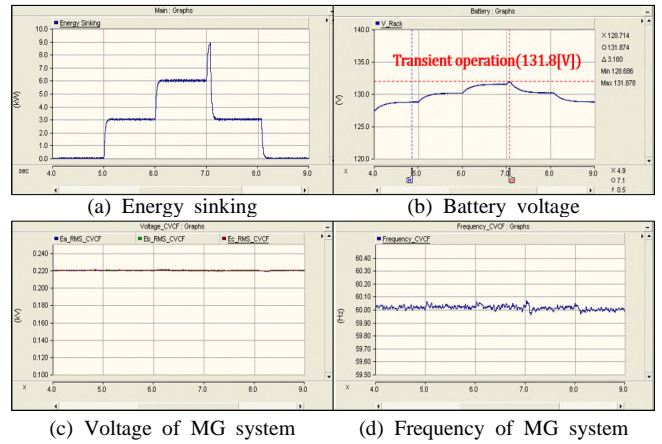 Main : Graphs
Energy Sinking
10.0
9.0
8.0
7.0
6.0
5.0
4.0
3.0
2.0
1.0
0.0
(kW)
sec 4.0 5.0 6.0 7.0 8.0 9.0
(a) Energy sinking
Battery : Graphs
V_Rack
Transient operation(131.8[V])
140.0
135.0
130.0
125.0
120.0
(V)
x 4.0 5.0 6.0 7.0 8.0 9.0
X 128.714
O 131.874
Δ 3.160
Min 128.686
Max 131.878
X 4.9
O 7.1
f 0.5
(b) Battery voltage
Voltage_CVCF : Graphs
Ea_RMS_CVCF Eb_RMS_CVCF Ec_RMS_CVCF
0.240
0.220
0.200
0.180
0.160
0.140
0.120
0.100
(kV)
x 4.0 5.0 6.0 7.0 8.0 9.0
(c) Voltage of MG system
Frequency_CVCF : Graphs
Frequency_CVCF
60.40
60.20
60.00
59.90
59.80
59.70
59.60
59.50
(Hz)
x 4.0 5.0 6.0 7.0 8.0 9.0
(d) Frequency of MG system